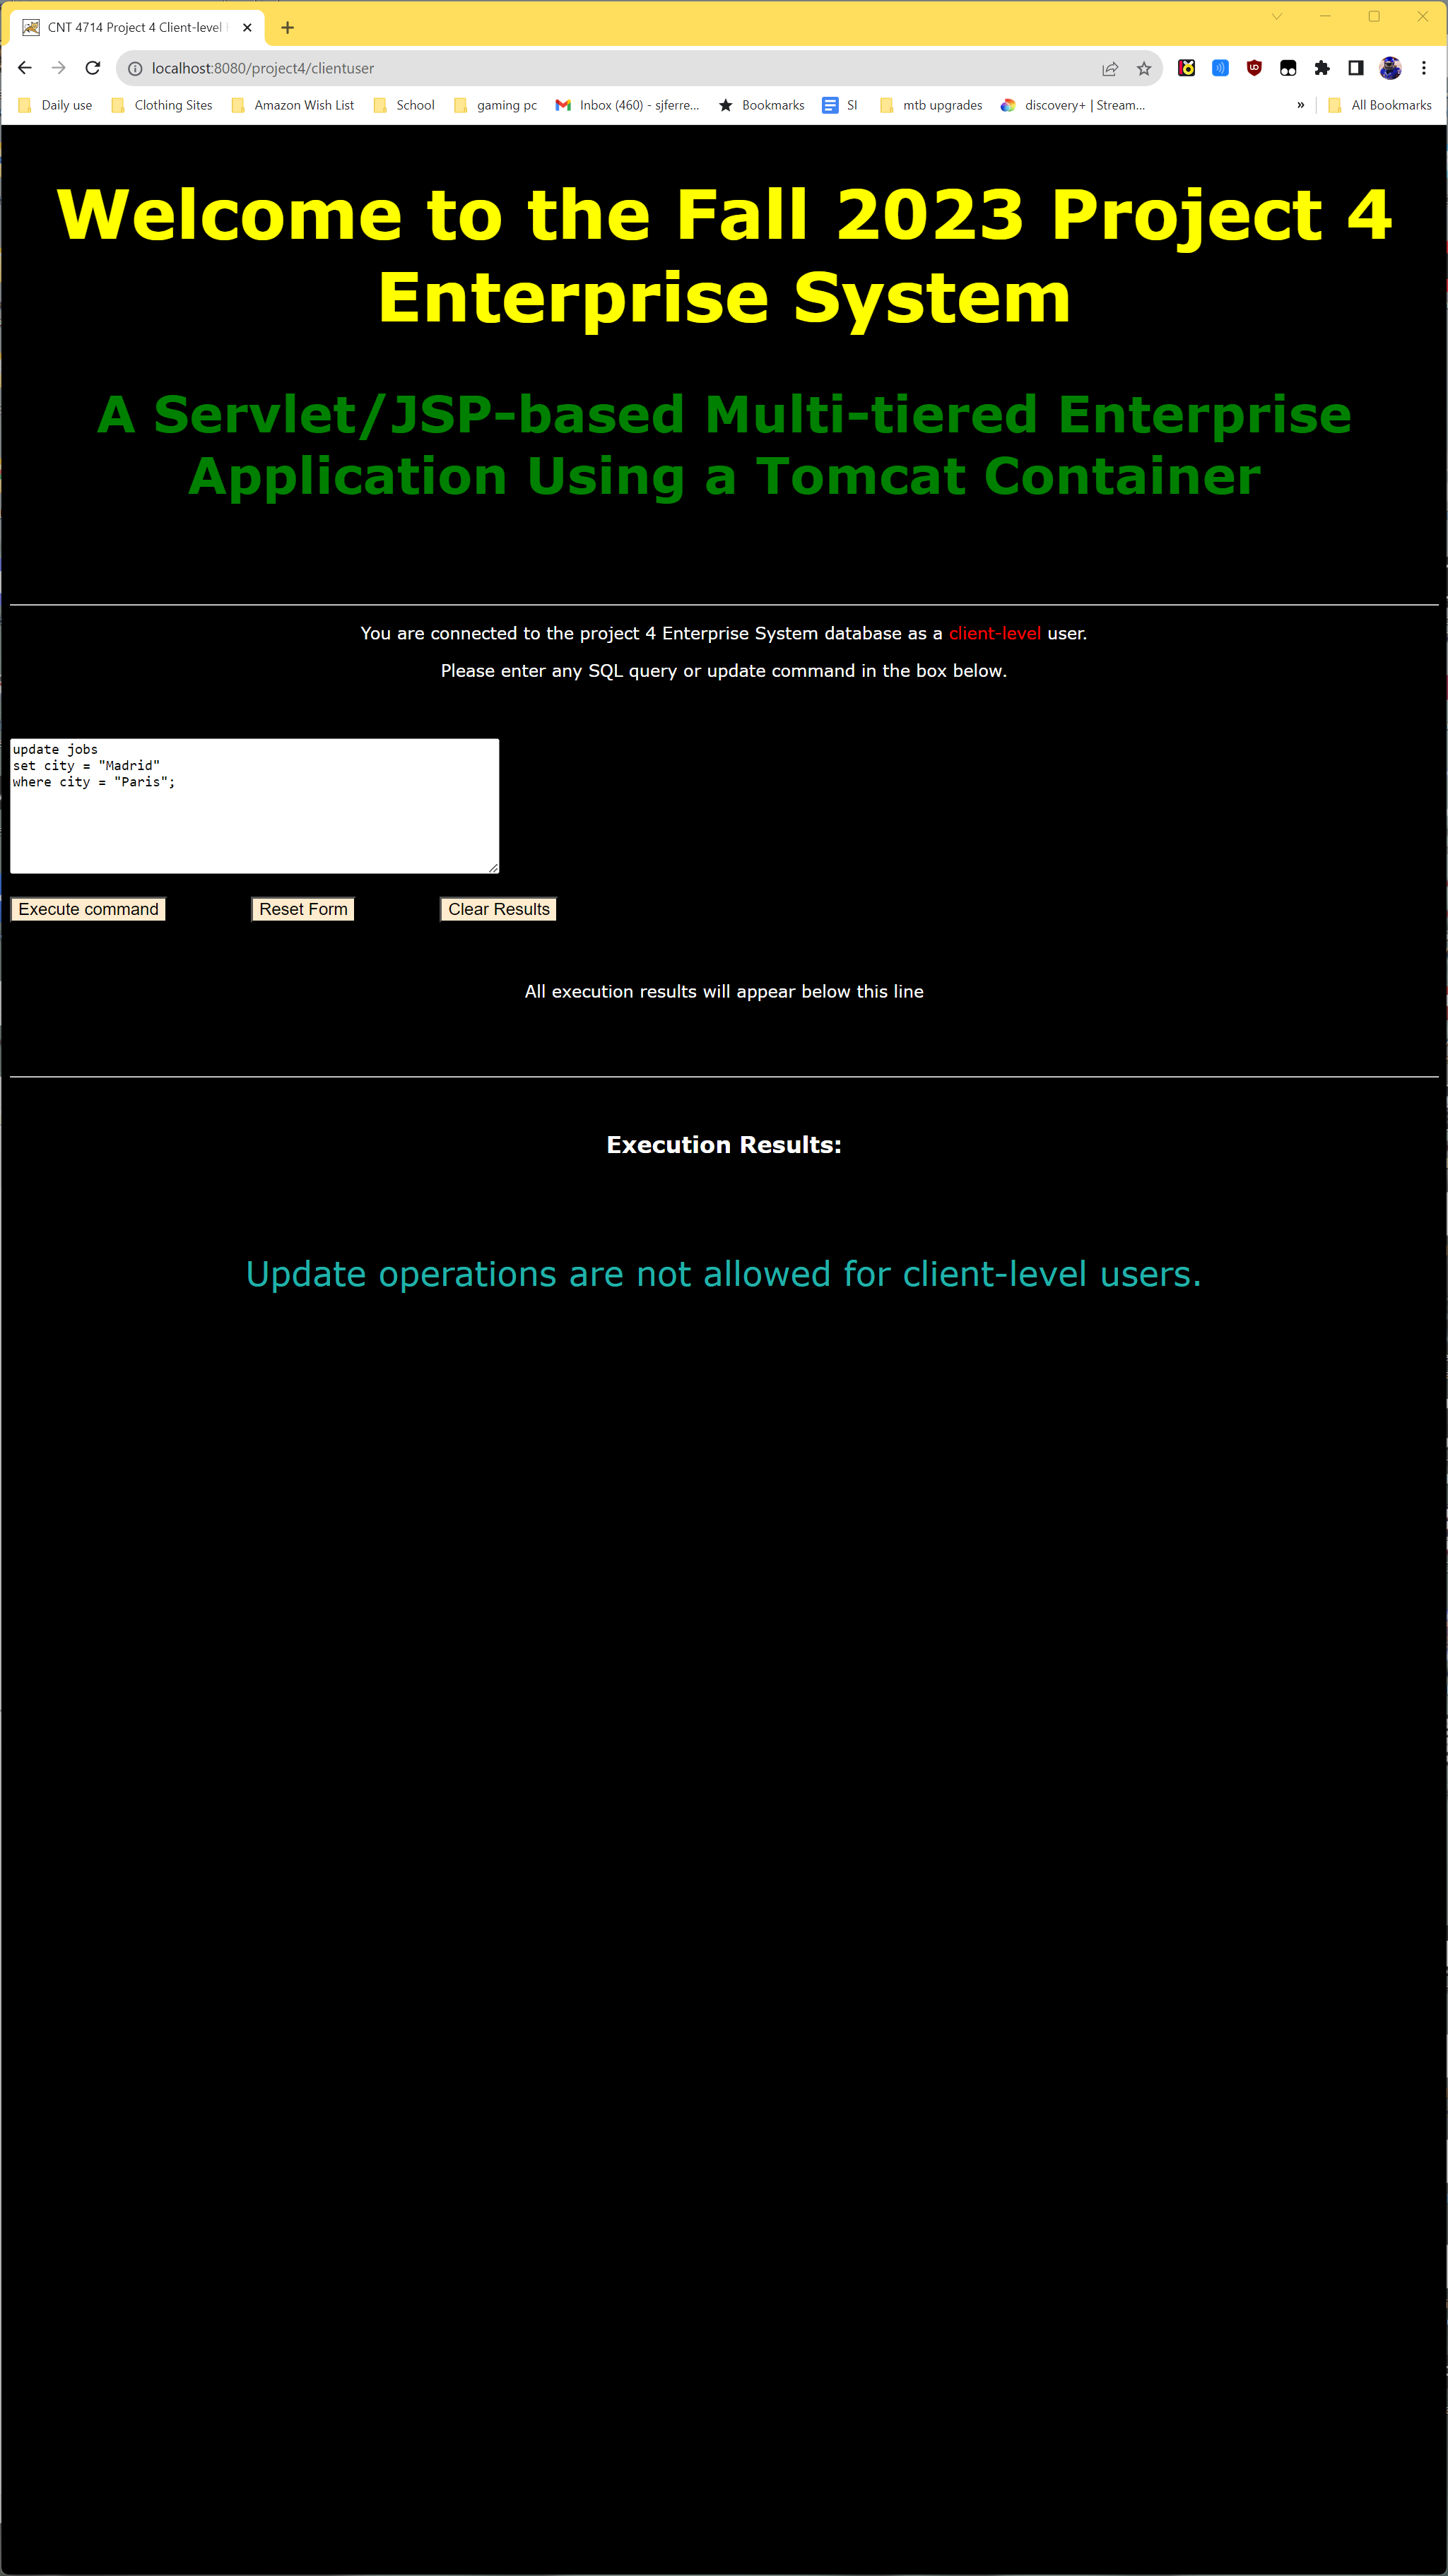 CNT 4714 Project 4 Client-level
localhost:8080/project4/clientuser
Daily use Clothing Sites Amazon Wish List School gaming pc Inbox (460) - sjferre... Bookmarks SI mtb upgrades discovery+ | Stream... » All Bookmarks
Welcome to the Fall 2023 Project 4
Enterprise System
A Servlet/JSP-based Multi-tiered Enterprise
Application Using a Tomcat Container
You are connected to the project 4 Enterprise System database as a client-level user.
Please enter any SQL query or update command in the box below.
update jobs
set city = "Madrid"
where city = "Paris";
Execute command Reset Form Clear Results
All execution results will appear below this line
Execution Results:
Update operations are not allowed for client-level users.